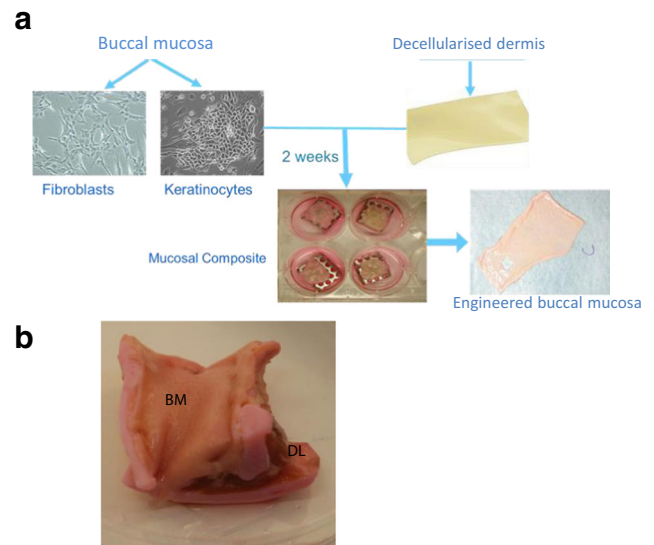 a
Buccal mucosa
Decellularised dermis
2 weeks
Fibroblasts
Keratinocytes
Mucosal Composite
Engineered buccal mucosa
b
BM
DL